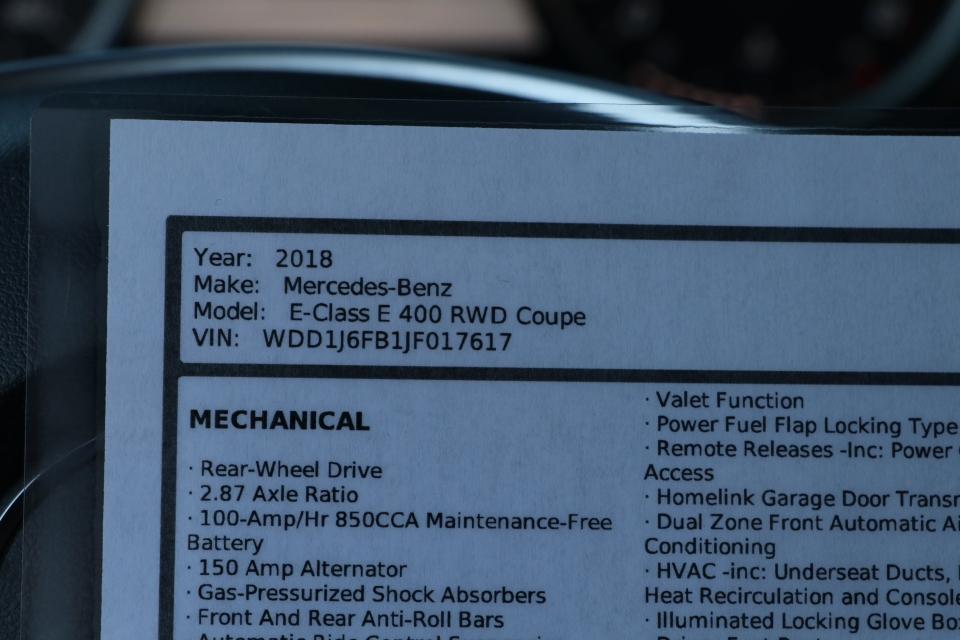 Year: 2018
Make: Mercedes-Benz
Model: E-Class E 400 RWD Coupe
VIN: WDD1J6FB1JF017617
MECHANICAL
· Rear-Wheel Drive
· 2.87 Axle Ratio
· 100-Amp/Hr 850CCA Maintenance-Free
Battery
· 150 Amp Alternator
· Gas-Pressurized Shock Absorbers
· Front And Rear Anti-Roll Bars
· Valet Function
· Power Fuel Flap Locking Type
· Remote Releases -Inc: Power
Access
· Homelink Garage Door
· Dual Zone Front Automatic
Conditioning
· HVAC -inc: Underseat Ducts,
Heat Recirculation and Console
· Illuminated Locking Glove